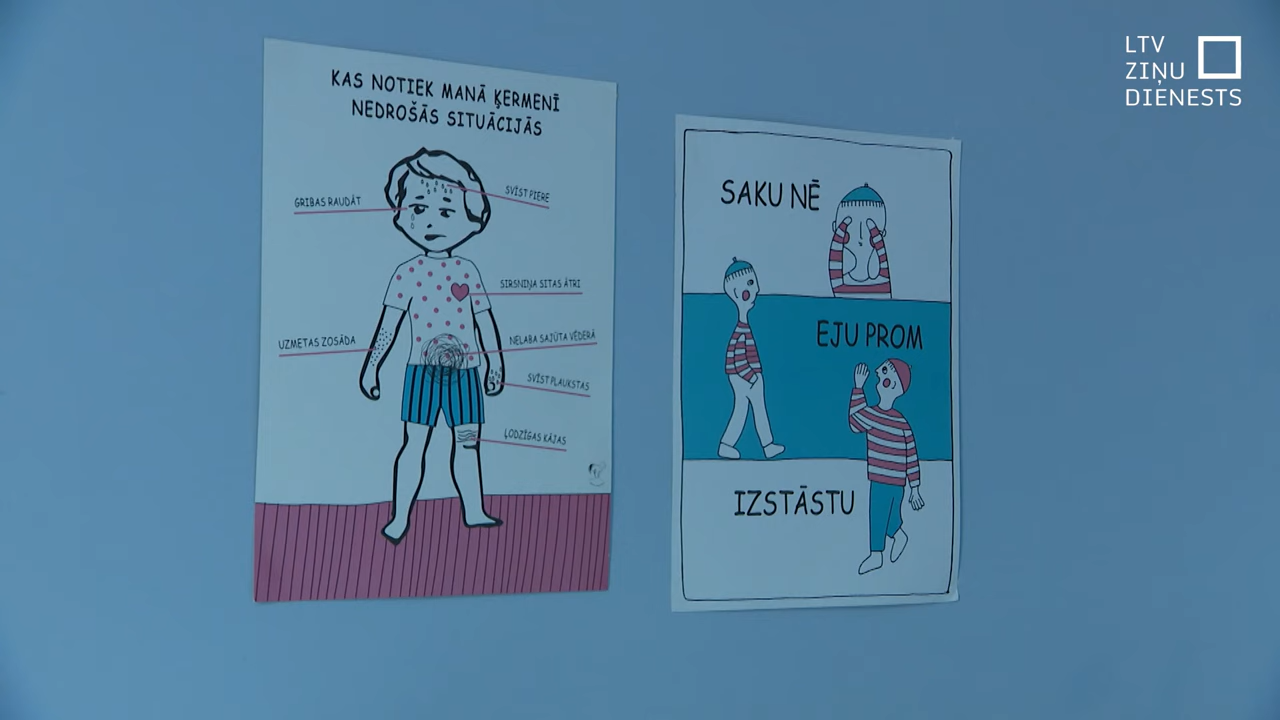 KAS NOTIEK MANĀ ĶERMENĪ
NEDROŠĀS SITUĀCIJĀS
GRIBAS RAUDĀT
SVĪST PIERE
SIRSNIŅA SITAS ĀTRI
UZMETAS ZOSĀDA
NELABA SAJŪTA VĒDERĀ
SVĪST PLAUKSTAS
ĻODZĪGAS KĀJAS
SAKU NĒ
EJU PROM
IZSTĀSTU
LTV
ZIŅU
DIENESTS